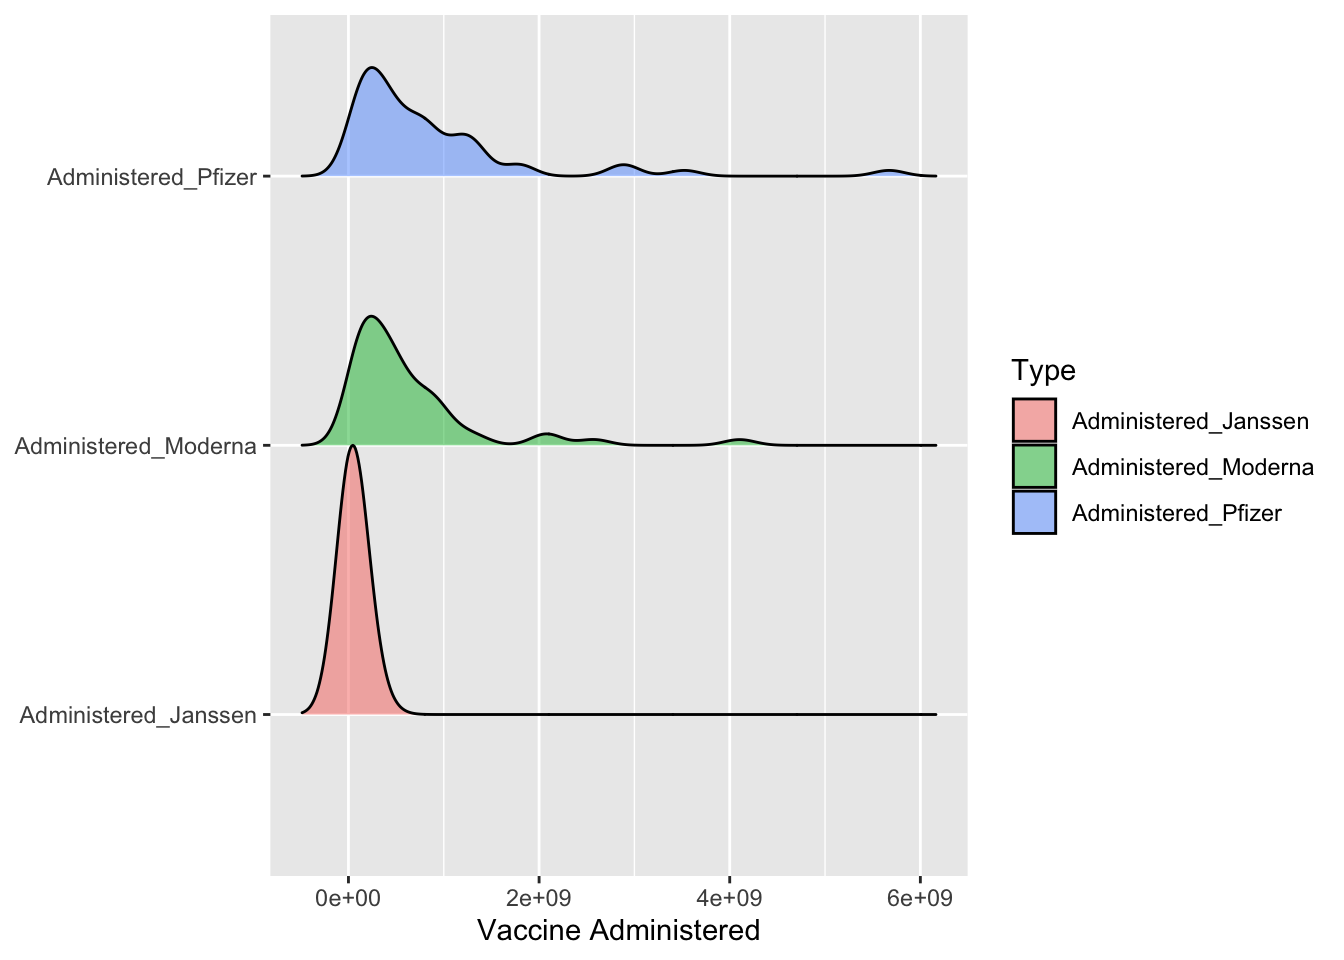 Administered_Pfizer
Administered_Moderna
Administered_Janssen
0e+00 2e+09 4e+09 6e+09
Vaccine Administered
Type
Administered_Janssen
Administered_Moderna
Administered_Pfizer